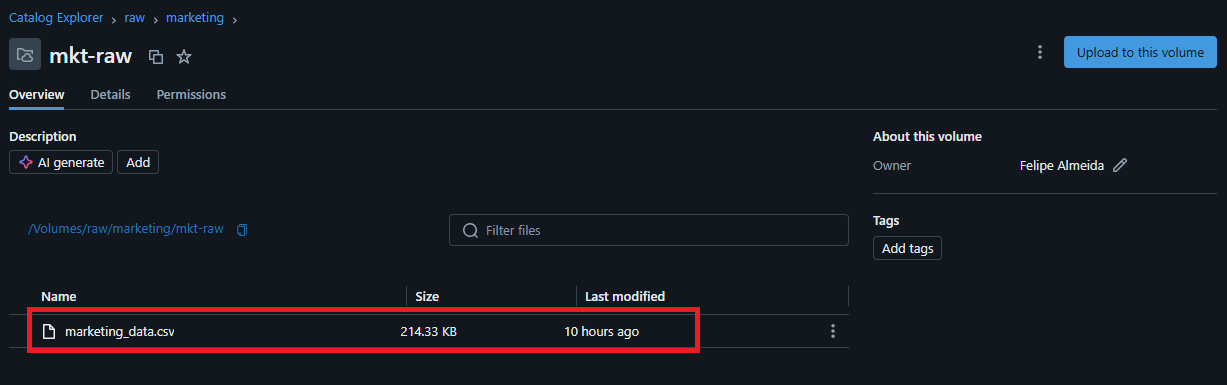 Catalog Explorer > raw > marketing >
mkt-raw
Upload to this volume
Overview Details Permissions
Description
AI generate Add
About this volume
Owner Felipe Almeida
/Volumes/raw/marketing/mkt-raw
Filter files
Tags
Add tags
Name Size Last modified
marketing_data.csv 214.33 KB 10 hours ago